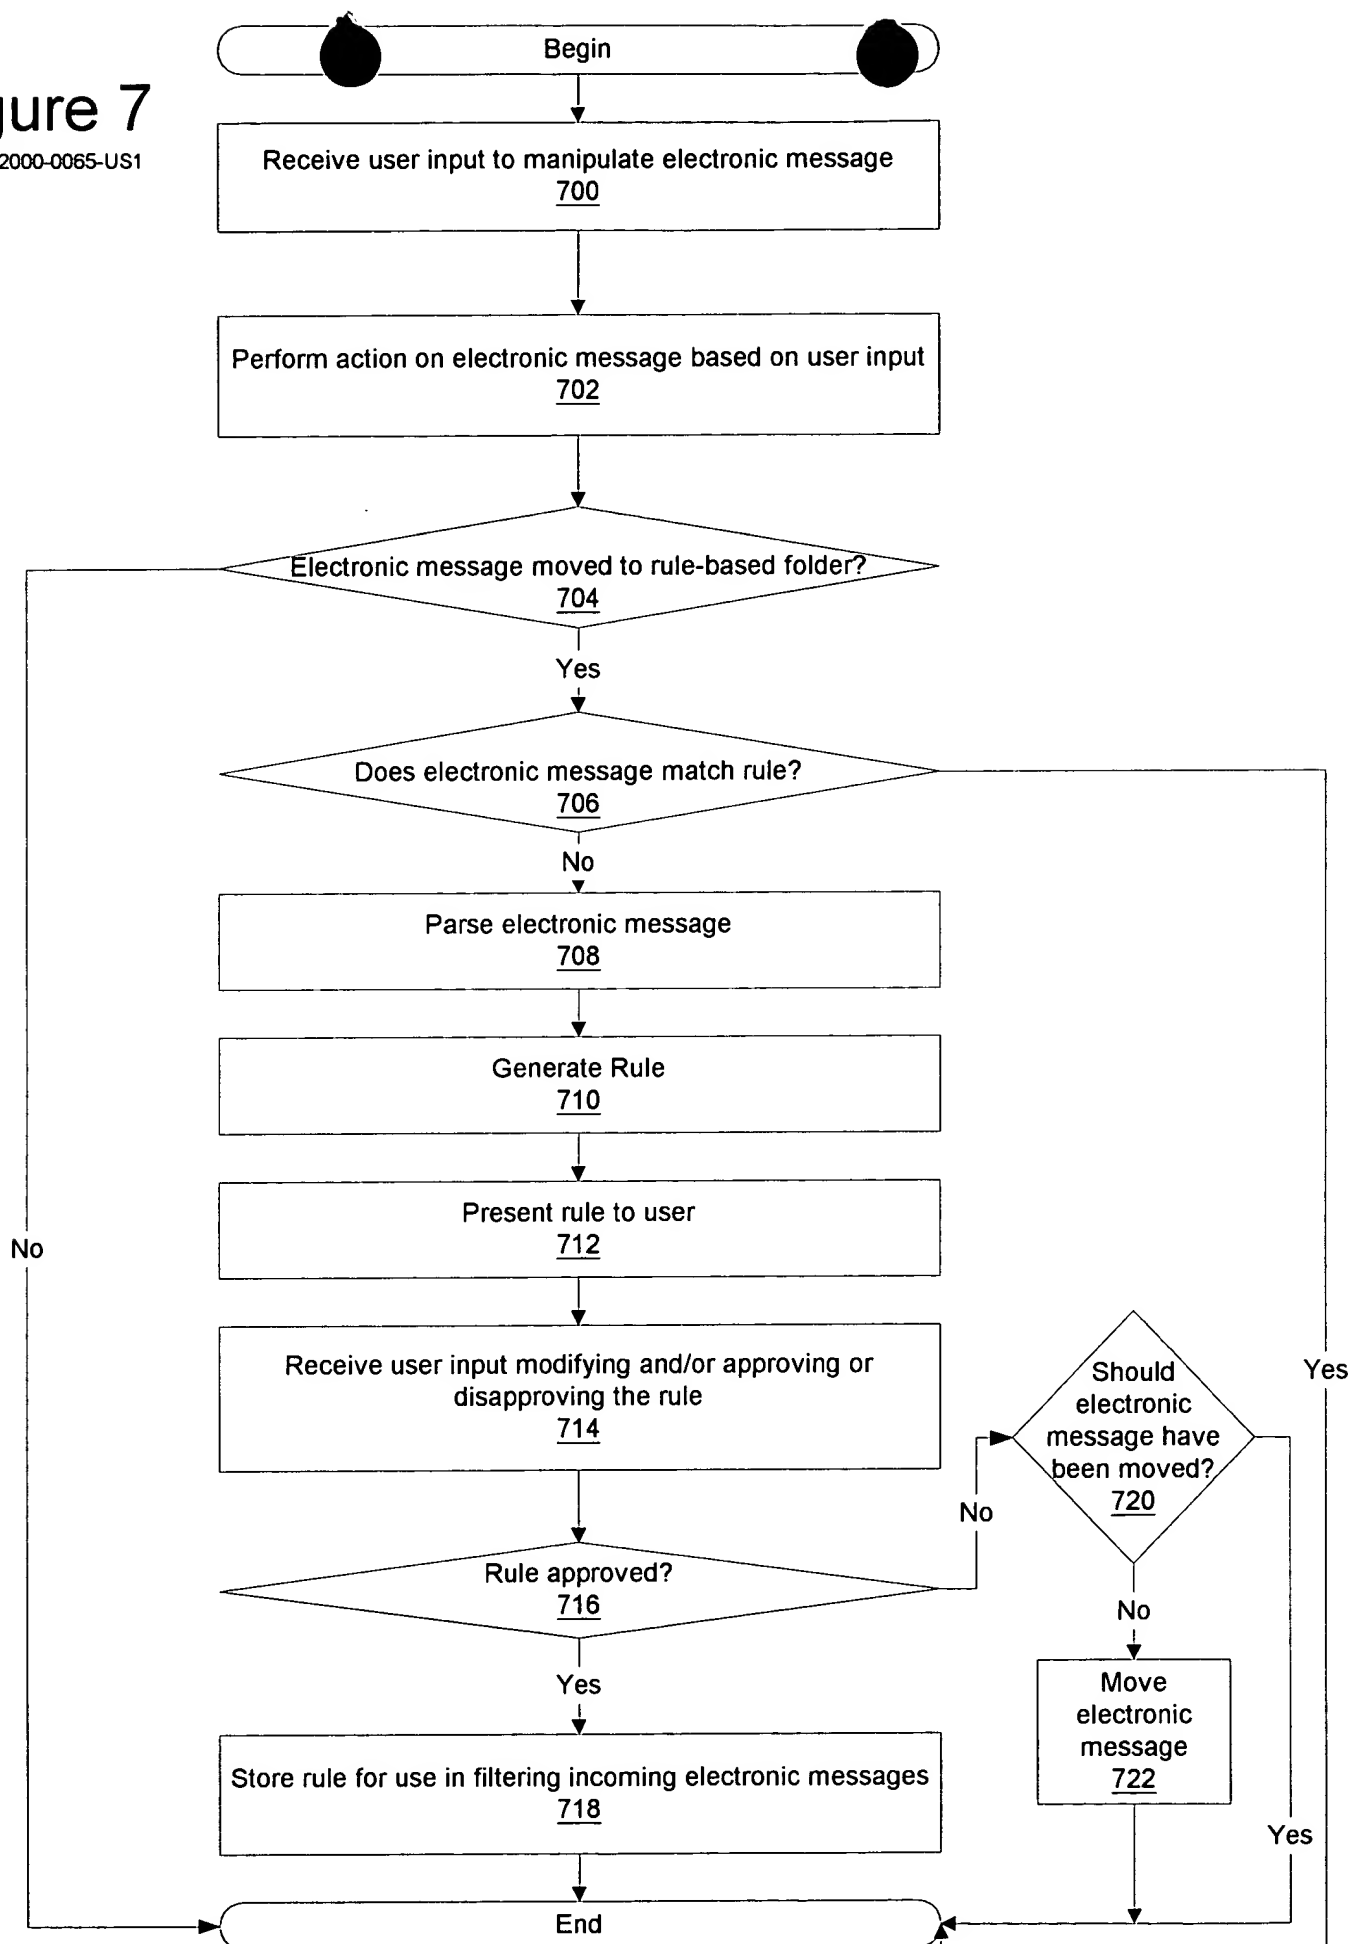 Begin
gure 7
2000-0065-US1
Receive user input to manipulate electronic message
700
Perform action on electronic message based on user input
702
Electronic message moved to rule-based folder?
704
Yes
Does electronic message match rule?
706
No
Parse electronic message
708
Generate Rule
710
Present rule to user
712
No
Receive user input modifying and/or approving or
disapproving the rule
714
Should
electronic
message have
been moved?
720
Yes
No
Rule approved?
716
No
Yes
Move
electronic
message
722
Store rule for use in filtering incoming electronic messages
718
Yes
End